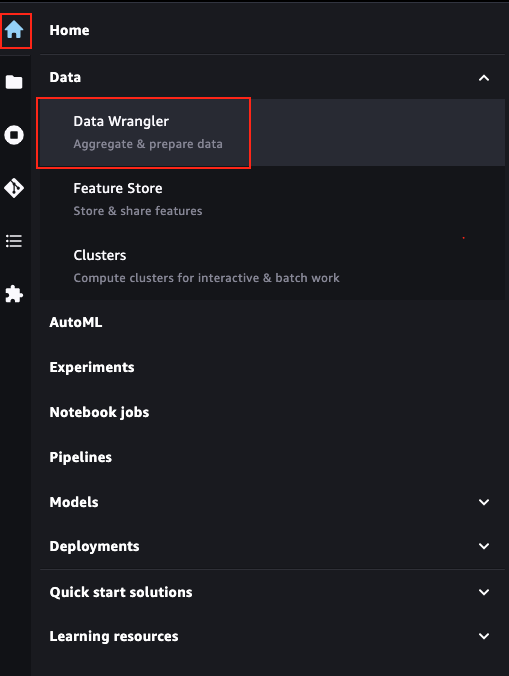 Home
Data
Data Wrangler
Aggregate & prepare data
Feature Store
Store & share features
Clusters
Compute clusters for interactive & batch work
AutoML
Experiments
Notebook jobs
Pipelines
Models
Deployments
Quick start solutions
Learning resources